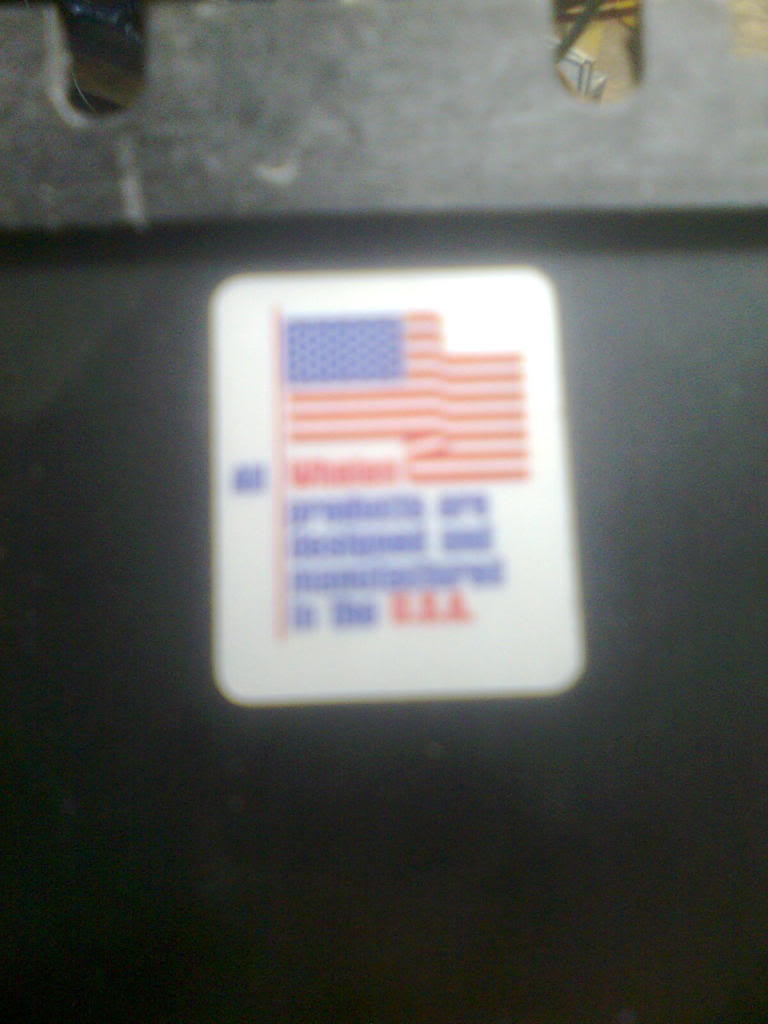 All Whelen
products are
designed and
manufactured
in the U.S.A.